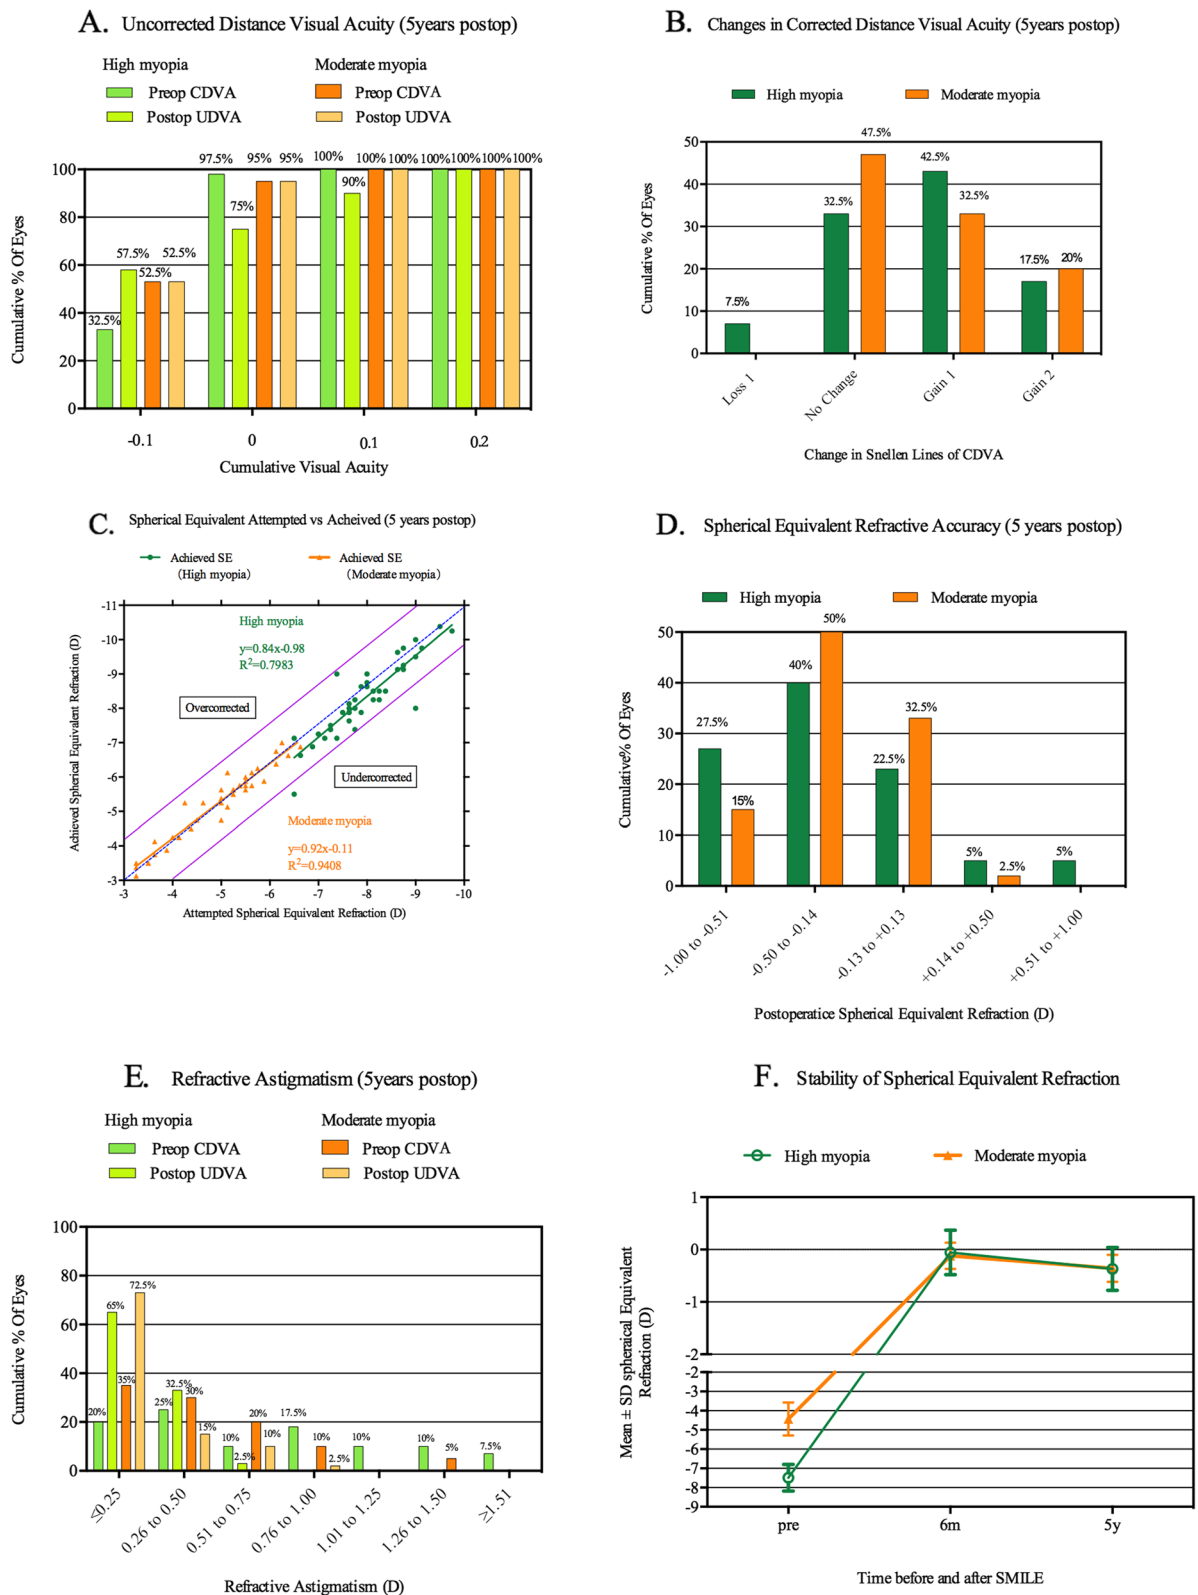 A. Uncorrected Distance Visual Acuity (5years postop)
High myopia
Moderate myopia
Preop CDVA
Preop CDVA
Postop UDVA
Postop UDVA
97.5% 95% 95% 100% 100% 100% 100% 100% 100% 100%
100
90%
80
75%
Cumulative % Of Eyes
60
57.5% 52.5% 52.5%
40
32.5%
20
0
-0.1 0 0.1 0.2
Cumulative Visual Acuity
B. Changes in Corrected Distance Visual Acuity (5years postop)
High myopia Moderate myopia
50
47.5%
42.5%
40
32.5% 32.5%
30
Cumulative % Of Eyes
20
17.5% 20%
10
7.5%
0
Loss 1 No Change Gain 1 Gain 2
Change in Snellen Lines of CDVA
C. Spherical Equivalent Attempted vs Acheived (5 years postop)
Achieved SE Achieved SE
(High myopia) (Moderate myopia)
-11
High myopia
-10
y=0.84x-0.98
R2=0.7983
-9
Overcorrected
-8
-7
Achieved Spherical Equivalent Refraction (D)
-6
Undercorrected
-5
Moderate myopia
-4
y=0.92x-0.11
R2=0.9408
-3
-3 -4 -5 -6 -7 -8 -9 -10
Attempted Spherical Equivalent Refraction (D)
D. Spherical Equivalent Refractive Accuracy (5 years postop)
High myopia Moderate myopia
50%
50
40%
40
32.5%
30
27.5%
22.5%
Cumulative% Of Eyes
20
15%
10
5% 2.5% 5%
0
-1.00 to -0.51 -0.50 to -0.14 -0.13 to +0.13 +0.14 to +0.50 +0.51 to +1.00
Postoperatice Spherical Equivalent Refraction (D)
E. Refractive Astigmatism (5years postop)
High myopia
Moderate myopia
Preop CDVA
Preop CDVA
Postop UDVA
Postop UDVA
100
80
72.5%
65%
60
Cumulative % Of Eyes
40
35% 32.5% 30%
25%
20
20% 15% 10% 2.5% 20% 10% 17.5% 10% 2.5% 10% 10% 5% 7.5%
0
≤0.25 0.26 to 0.50 0.51 to 0.75 0.76 to 1.00 1.01 to 1.25 1.26 to 1.50 ≥1.51
Refractive Astigmatism (D)
F. Stability of Spherical Equivalent Refraction
High myopia Moderate myopia
1
0
-1
-2
-2
-3
-4
-5
-6
-7
-8
-9
Mean ± SD spheraical Equivalent
Refraction (D)
pre 6m 5y
Time before and after SMILE